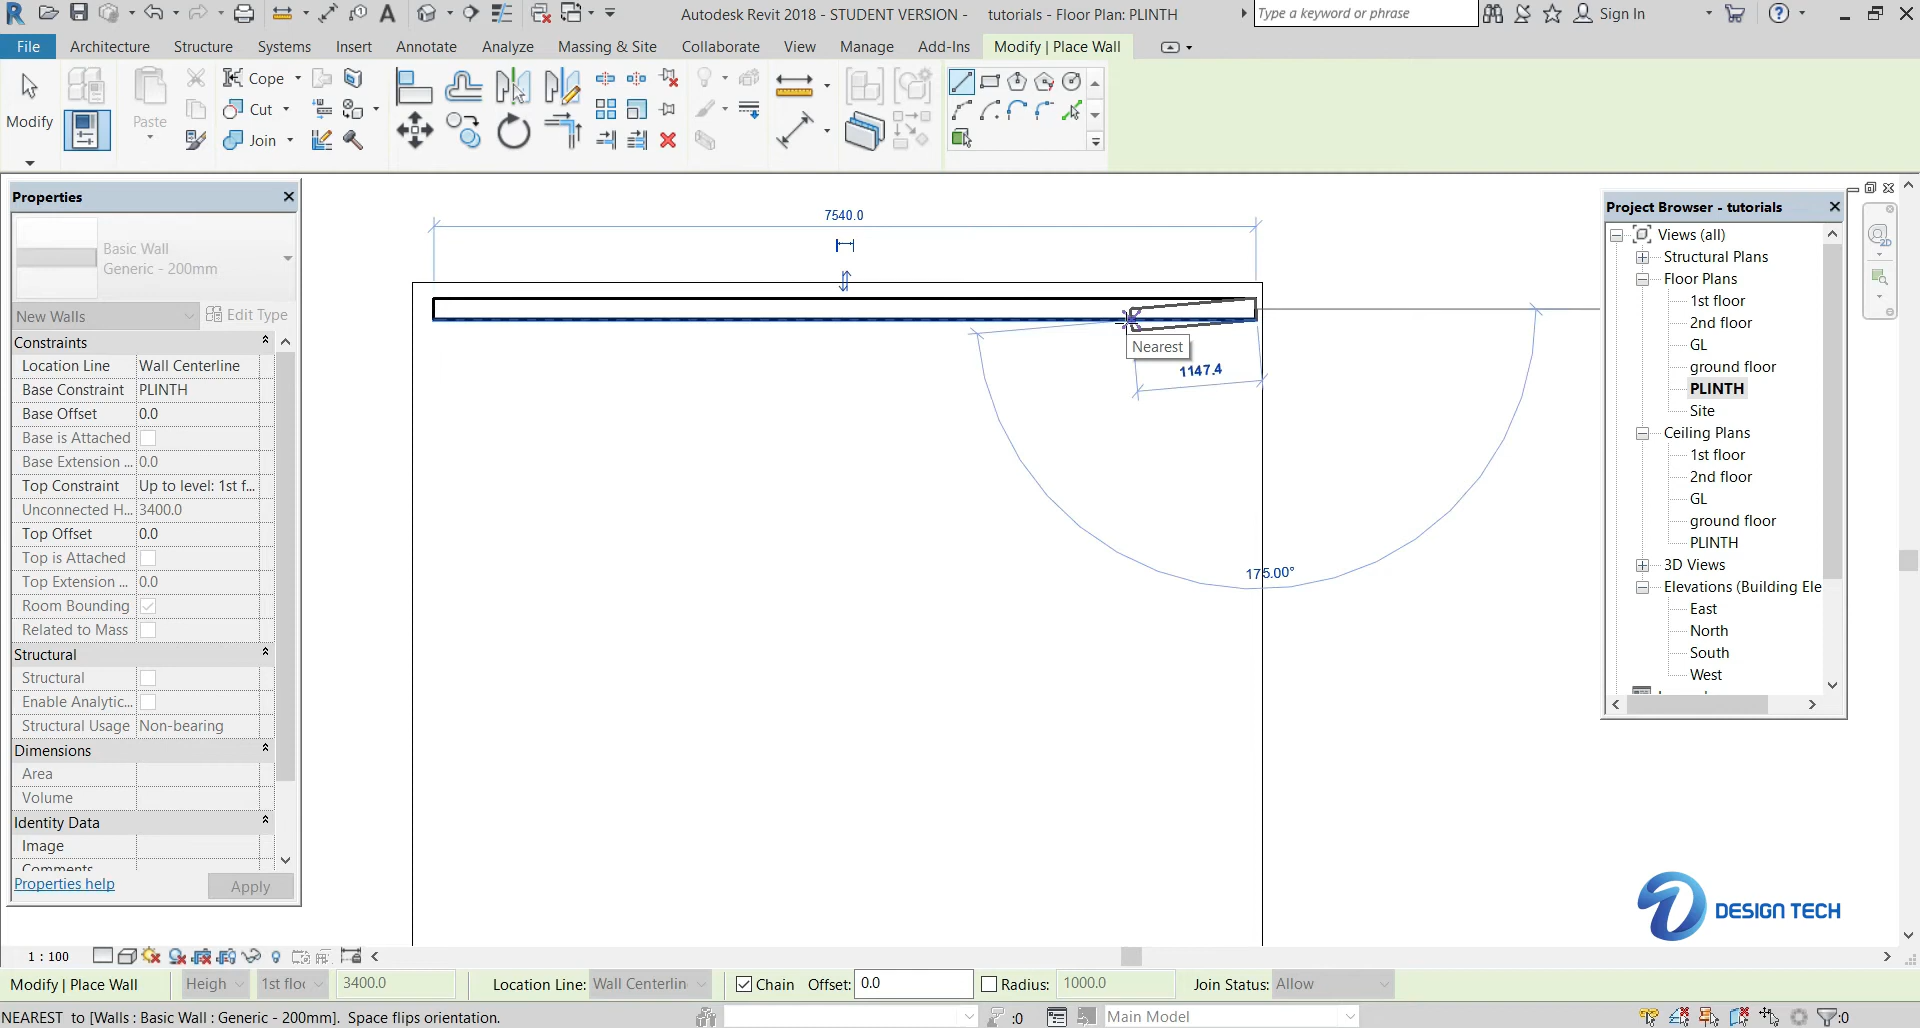 Autodesk Revit 2018 - STUDENT VERSION - tutorials - Floor Plan: PLINTH
Type a keyword or phrase
Sign In
File Architecture Structure Systems Insert Annotate Analyze Massing & Site Collaborate View Manage Add-Ins Modify | Place Wall
Modify
Paste
Cope
Cut
Join
Properties
Basic Wall
Generic - 200mm
New Walls
Edit Type
Constraints
Location Line Wall Centerline
Base Constraint PLINTH
Base Offset 0.0
Base is Attached
Base Extension ... 0.0
Top Constraint Up to level: 1st f...
Unconnected H... 3400.0
Top Offset 0.0
Top is Attached
Top Extension ... 0.0
Room Bounding
Related to Mass
Structural
Structural
Enable Analytic...
Structural Usage Non-bearing
Dimensions
Area
Volume
Identity Data
Image
Comments
Properties help
Apply
7540.0
Nearest
1147.4
175.00°
Project Browser - tutorials
Views (all)
Structural Plans
Floor Plans
1st floor
2nd floor
GL
ground floor
PLINTH
Site
Ceiling Plans
1st floor
2nd floor
GL
ground floor
PLINTH
3D Views
Elevations (Building Ele
East
North
South
West
2D
DESIGN TECH
1 : 100
Modify | Place Wall
Heigh
1st floc
3400.0
Location Line: Wall Centerlin
Chain
Offset: 0.0
Radius: 1000.0
Join Status: Allow
NEAREST to [Walls : Basic Wall : Generic - 200mm]. Space flips orientation.
:0
Main Model
:0